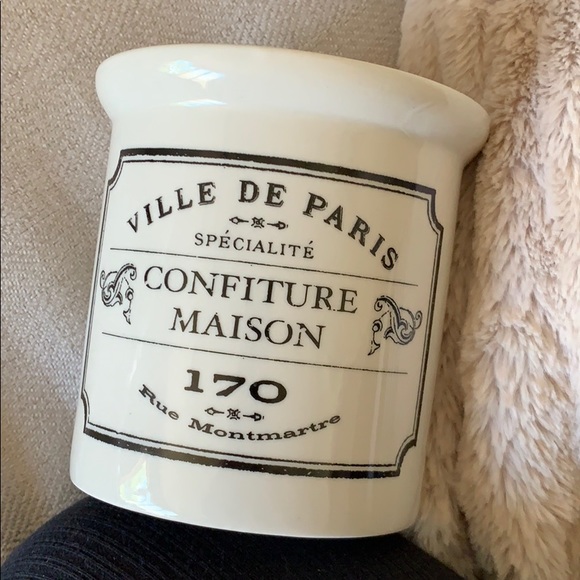 VILLE DE PARIS
SPÉCIALITÉ
CONFITURE
MAISON
170
Rue Montmartre